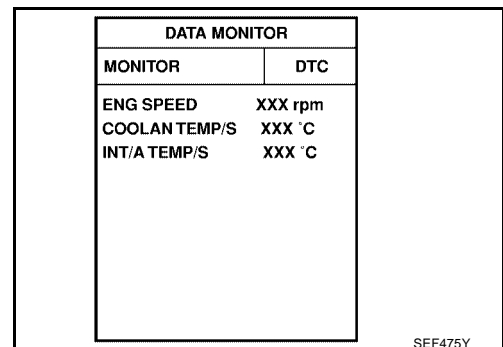 DATA MONITOR
MONITOR DTC
ENG SPEED XXX rpm
COOLAN TEMP/S XXX °C
INT/A TEMP/S XXX °C
SEF475Y